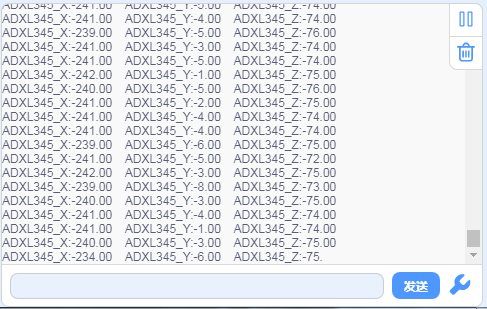 ADXL345_X:-241.00 ADXL345_Y:-5.00 ADXL345_Z:-74.00
ADXL345_X:-241.00 ADXL345_Y:-4.00 ADXL345_Z:-74.00
ADXL345_X:-239.00 ADXL345_Y:-5.00 ADXL345_Z:-76.00
ADXL345_X:-241.00 ADXL345_Y:-3.00 ADXL345_Z:-74.00
ADXL345_X:-241.00 ADXL345_Y:-5.00 ADXL345_Z:-74.00
ADXL345_X:-242.00 ADXL345_Y:-1.00 ADXL345_Z:-75.00
ADXL345_X:-240.00 ADXL345_Y:-5.00 ADXL345_Z:-76.00
ADXL345_X:-241.00 ADXL345_Y:-2.00 ADXL345_Z:-75.00
ADXL345_X:-241.00 ADXL345_Y:-4.00 ADXL345_Z:-74.00
ADXL345_X:-241.00 ADXL345_Y:-4.00 ADXL345_Z:-74.00
ADXL345_X:-239.00 ADXL345_Y:-6.00 ADXL345_Z:-75.00
ADXL345_X:-241.00 ADXL345_Y:-5.00 ADXL345_Z:-72.00
ADXL345_X:-242.00 ADXL345_Y:-3.00 ADXL345_Z:-75.00
ADXL345_X:-239.00 ADXL345_Y:-8.00 ADXL345_Z:-73.00
ADXL345_X:-240.00 ADXL345_Y:-3.00 ADXL345_Z:-75.00
ADXL345_X:-241.00 ADXL345_Y:-4.00 ADXL345_Z:-74.00
ADXL345_X:-241.00 ADXL345_Y:-1.00 ADXL345_Z:-74.00
ADXL345_X:-240.00 ADXL345_Y:-3.00 ADXL345_Z:-75.00
ADXL345_X:-234.00 ADXL345_Y:-6.00 ADXL345_Z:-75.
发送